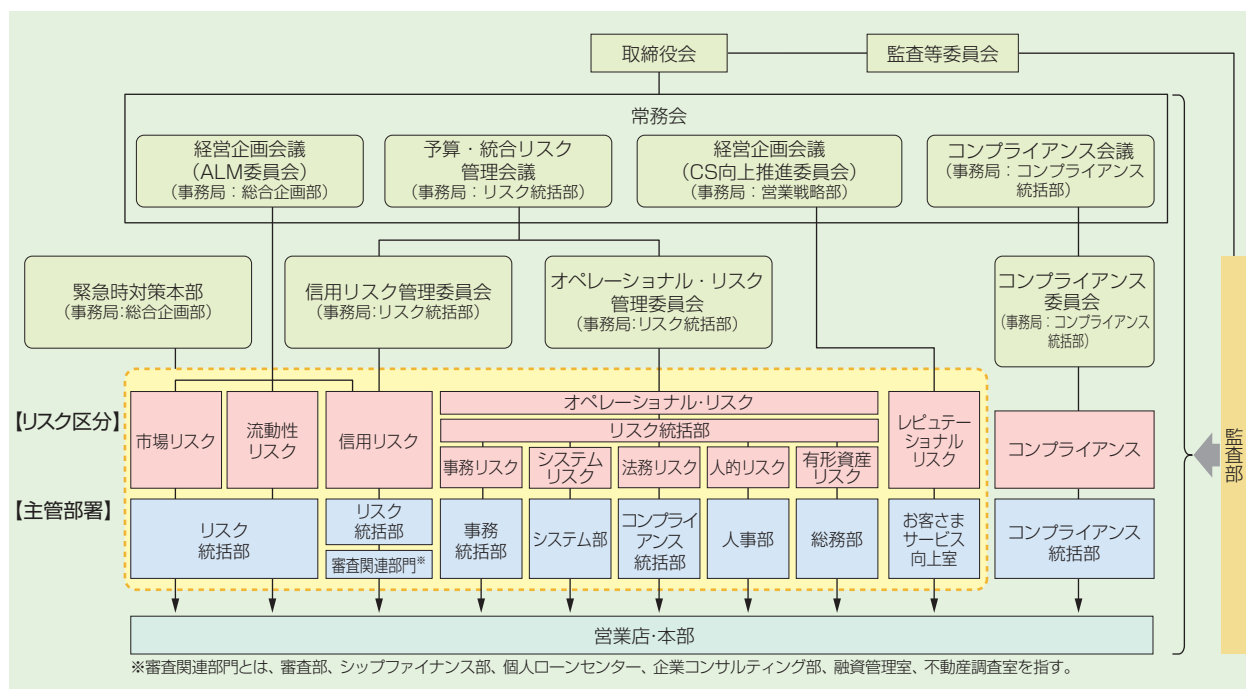 取締役会
監査等委員会
常務会
経営企画会議
(ALM委員会)
(事務局：総合企画部)
予算・統合リスク
管理会議
(事務局：リスク統括部)
経営企画会議
(CS向上推進委員会)
(事務局：営業戦略部)
コンプライアンス会議
(事務局：コンプライアンス
統括部)
緊急時対策本部
(事務局:総合企画部)
信用リスク管理委員会
(事務局:リスク統括部)
オペレーショナル・リスク
管理委員会
(事務局:リスク統括部)
コンプライアンス
委員会
(事務局：コンプライアンス
統括部)
監査部
【リスク区分】
市場リスク
流動性
リスク
信用リスク
オペレーショナル・リスク
リスク統括部
事務リスク
システム
リスク
法務リスク
人的リスク
有形資産
リスク
レピュテー
ショナル
リスク
コンプライアンス
【主管部署】
リスク
統括部
リスク
統括部
審査関連部門※
事務
統括部
システム部
コンプライ
アンス
統括部
人事部
総務部
お客さま
サービス
向上室
コンプライアンス
統括部
営業店・本部
※審査関連部門とは、審査部、シップファイナンス部、個人ローンセンター、企業コンサルティング部、融資管理室、不動産調査室を指す。